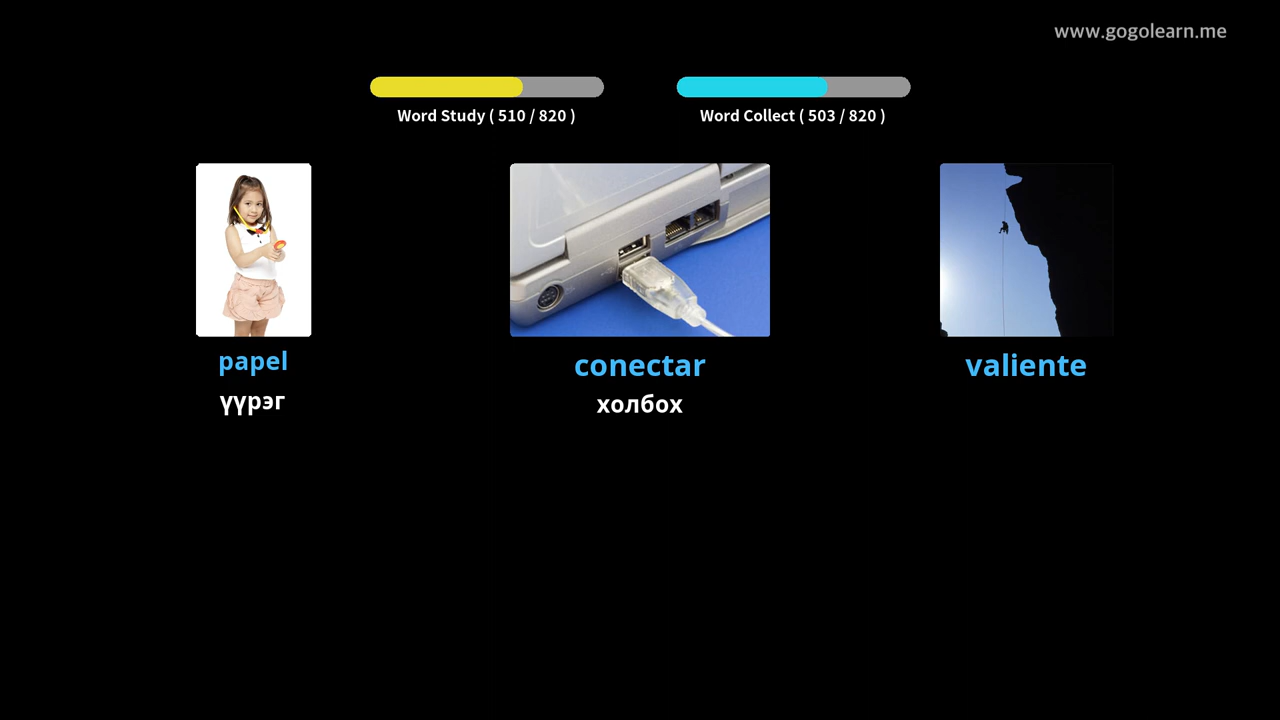 www.gogolearn.me
Word Study ( 510 / 820 )
Word Collect ( 503 / 820 )
papel
үүрэг
conectar
холбох
valiente